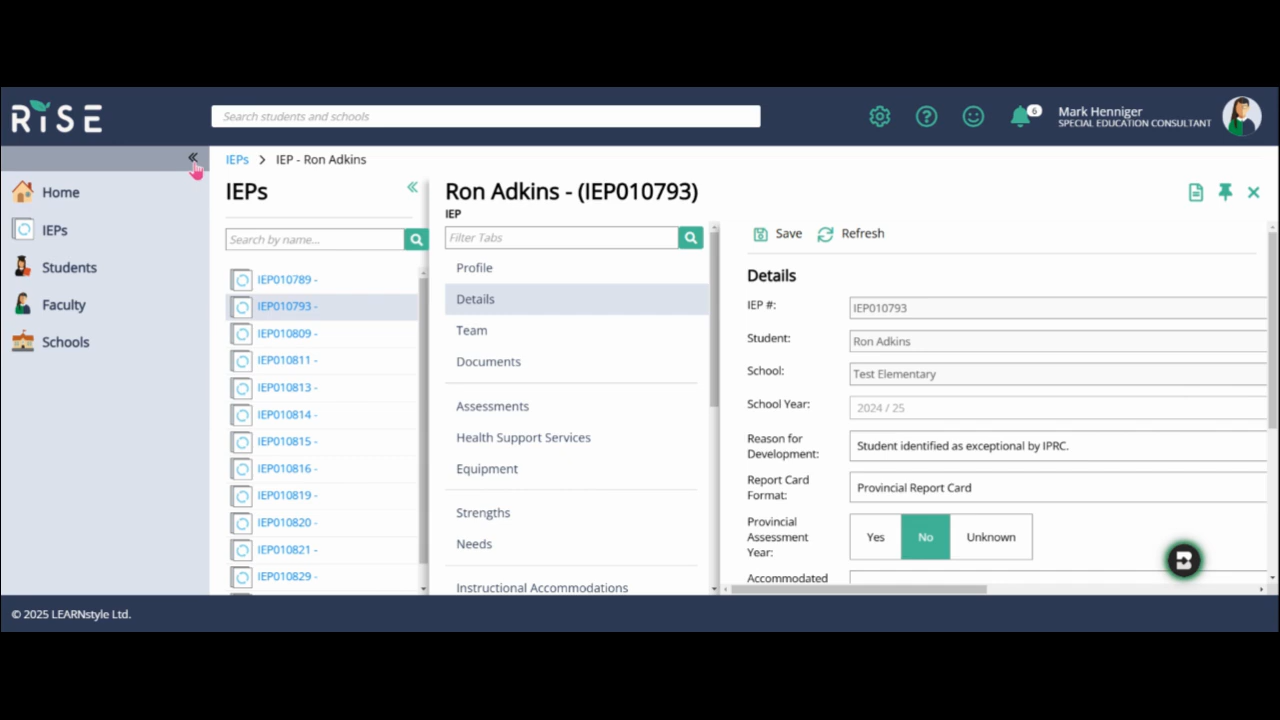 RISE
Search students and schools
6
Mark Henniger
SPECIAL EDUCATION CONSULTANT
Home
IEPs
Students
Faculty
Schools
IEPs > IEP - Ron Adkins
IEPs
Search by name...
IEP010789 -
IEP010793 -
IEP010809 -
IEP010811 -
IEP010813 -
IEP010814 -
IEP010815 -
IEP010816 -
IEP010819 -
IEP010820 -
IEP010821 -
IEP010829 -
Ron Adkins - (IEP010793)
IEP
Filter Tabs
Profile
Details
Team
Documents
Assessments
Health Support Services
Equipment
Strengths
Needs
Instructional Accommodations
Save Refresh
Details
IEP #: IEP010793
Student: Ron Adkins
School: Test Elementary
School Year: 2024 / 25
Reason for
Development: Student identified as exceptional by IPRC.
Report Card
Format: Provincial Report Card
Provincial
Assessment
Year: Yes No Unknown
Accommodated
© 2025 LEARNstyle Ltd.